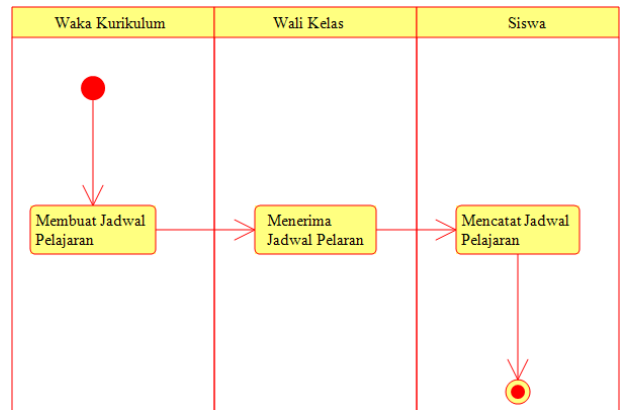 Waka Kurikulum
Wali Kelas
Siswa
Membuat Jadwal
Pelajaran
Menerima
Jadwal Pelaran
Mencatat Jadwal
Pelajaran